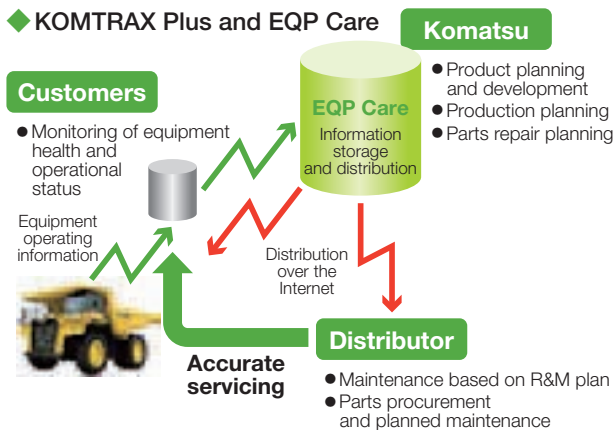 ◆ KOMTRAX Plus and EQP Care
Komatsu
● Product planning
and development
● Production planning
● Parts repair planning
Customers
● Monitoring of equipment
health and
operational
status
EQP Care
Information
storage
and distribution
Equipment
operating
information
Distribution
over the
Internet
Accurate
servicing
Distributor
● Maintenance based on R&M plan
● Parts procurement
and planned maintenance